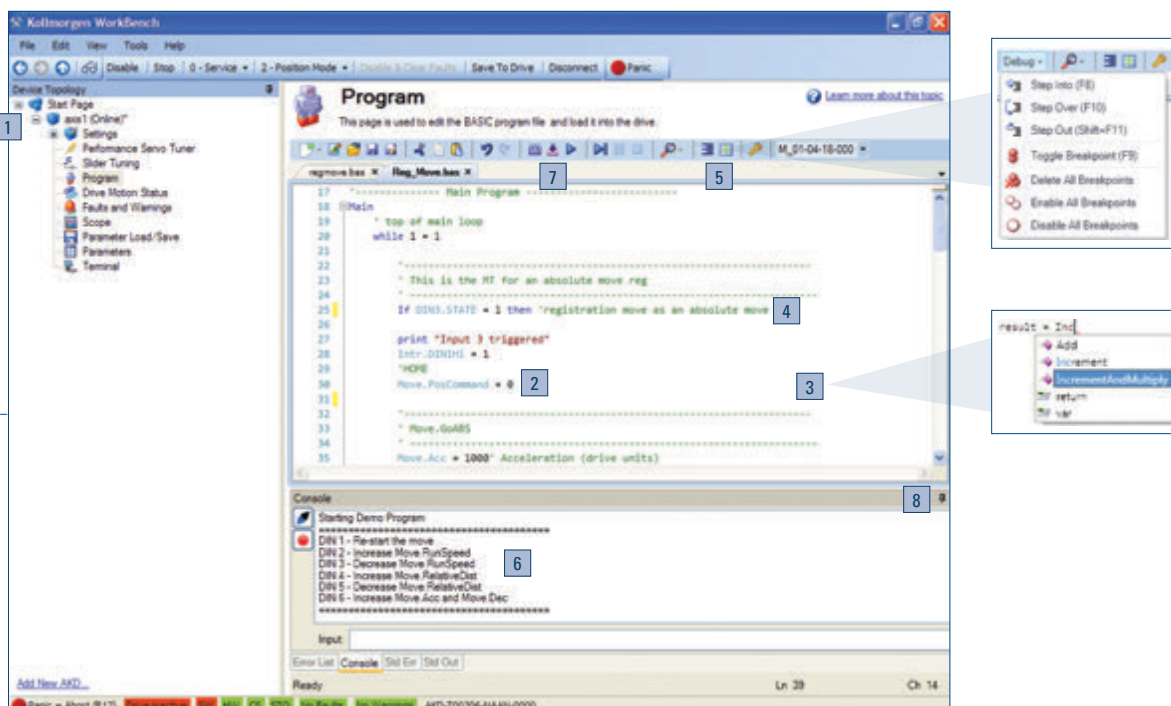 Kollmorgen WorkBench
File Edit View Tools Help
Disable Stop 0 - Service 2 - Position Mode Disable & Clear Faults Save To Drive Disconnect Panic
Device Topology
Start Page
1
axis1 (Online)*
Settings
Performance Servo Tuner
Slider Tuning
Program
Drive Motion Status
Faults and Warnings
Scope
Parameter Load/Save
Parameters
Terminal
Add New AKD...
Program
Learn more about this topic
This page is used to edit the BASIC program file and load it into the drive.
M_01-04-18-000
7
5
regmove.bas × Reg_Move.bas ×
17 '-------------- Main Program -------------------------
18 Main
19 ' top of main loop
20 while 1 = 1
21
22
23 ' This is the MT for an absolute move reg
24
25 If DIN3.STATE = 1 then 'registration move as an absolute move
4
26
27 print "Input 3 triggered"
28 Intr.DIN1HI = 1
29 'HOME
30 Move.PosCommand = 0
2
3
31
32
33 ' Move.GoABS
34
35 Move.Acc = 1000' Acceleration (drive units)
Console
8
Starting Demo Program
DIN 1 - Re-start the move
DIN 2 - Increase Move.RunSpeed
DIN 3 - Decrease Move.RunSpeed
DIN 4 - Increase Move.RelativeDist
DIN 5 - Decrease Move.RelativeDist
DIN 6 - Increase Move.Acc and Move.Dec
6
Input:
Error List Console Std Err Std Out
Ready Ln 39 Ch 14
Debug
Step Into (F8)
Step Over (F10)
Step Out (Shift+F11)
Toggle Breakpoint (F9)
Delete All Breakpoints
Enable All Breakpoints
Disable All Breakpoints
result = Inc
Add
Increment
IncrementAndMultiply
return
var